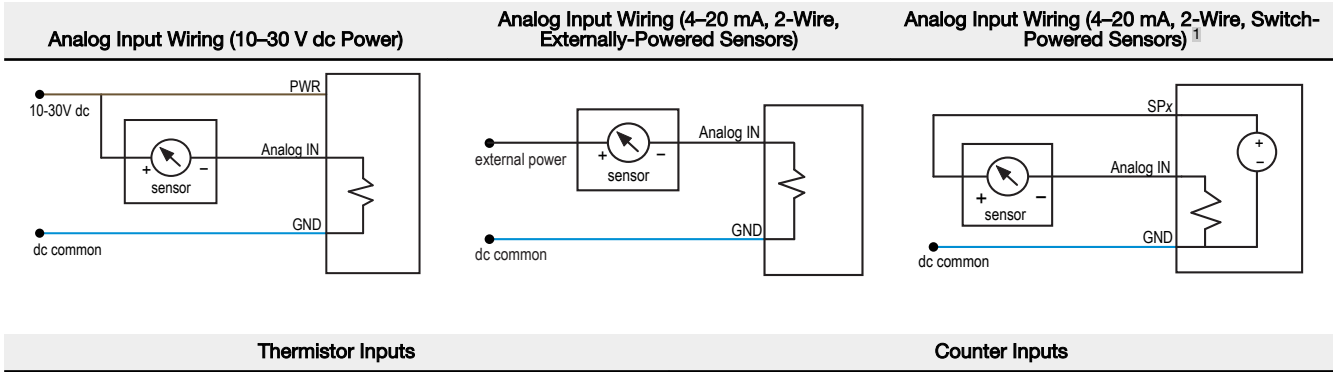 Analog Input Wiring (10–30 V dc Power)
Analog Input Wiring (4–20 mA, 2-Wire,
Externally-Powered Sensors)
Analog Input Wiring (4–20 mA, 2-Wire, Switch-
Powered Sensors) 1
PWR
10-30V dc
Analog IN
+ –
sensor
GND
dc common
Analog IN
external power
+ –
sensor
GND
dc common
SPx
+
–
Analog IN
+ –
sensor
GND
dc common
Thermistor Inputs
Counter Inputs